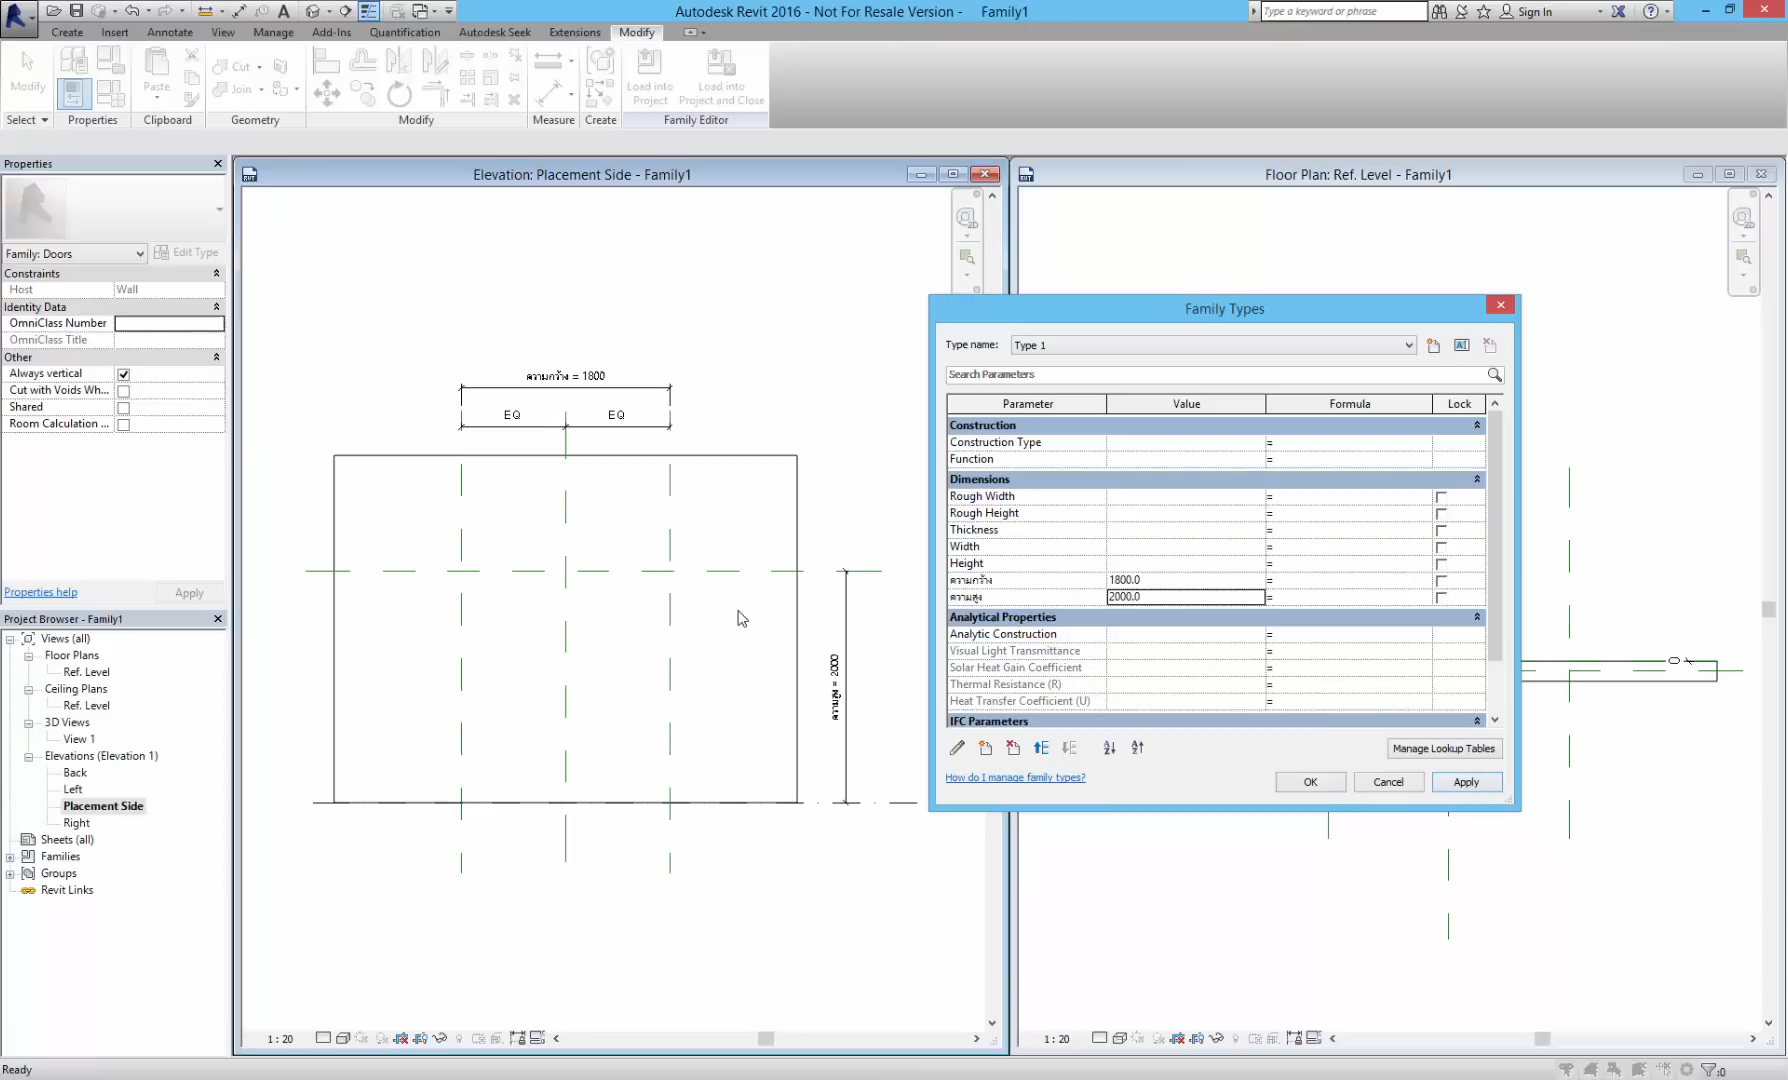 Autodesk Revit 2016 - Not For Resale Version - Family1
Type a keyword or phrase
Sign In
Create Insert Annotate View Manage Add-Ins Quantification Autodesk Seek Extensions Modify
Modify
Paste
Cut
Join
Load into Project
Load into Project and Close
Select Properties Clipboard Geometry Modify Measure Create Family Editor
Properties
Family: Doors
Edit Type
Constraints
Host Wall
Identity Data
OmniClass Number
OmniClass Title
Other
Always vertical
Cut with Voids Wh...
Shared
Room Calculation ...
Properties help
Apply
Project Browser - Family1
Views (all)
Floor Plans
Ref. Level
Ceiling Plans
Ref. Level
3D Views
View 1
Elevations (Elevation 1)
Back
Left
Placement Side
Right
Sheets (all)
Families
Groups
Revit Links
Ready
Elevation: Placement Side - Family1
2D
ความกว้าง = 1800
EQ EQ
ความสูง = 2000
1 : 20
Floor Plan: Ref. Level - Family1
2D
1 : 20
Family Types
Type name: Type 1
Search Parameters
Parameter Value Formula Lock
Construction
Construction Type =
Function =
Dimensions
Rough Width =
Rough Height =
Thickness =
Width =
Height =
ความกว้าง 1800.0 =
ความสูง 2000.0 =
Analytical Properties
Analytic Construction =
Visual Light Transmittance =
Solar Heat Gain Coefficient =
Thermal Resistance (R) =
Heat Transfer Coefficient (U) =
IFC Parameters
Manage Lookup Tables
How do I manage family types?
OK Cancel Apply
:0